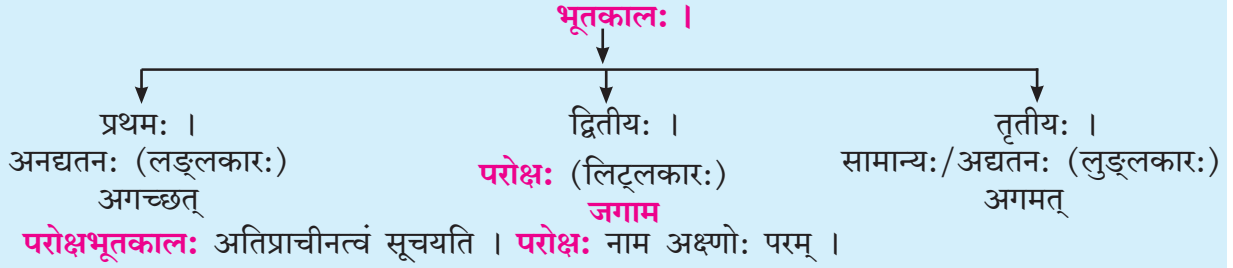 भूतकाल: ।
प्रथम: । द्वितीय: । तृतीय: ।
अनद्यतन: (लङ्लकार:) परोक्ष: (लिट्लकार:) सामान्य:/अद्यतन: (लुङ्लकार:)
अगच्छत् जगाम अगमत्
परोक्षभूतकाल: अतिप्राचीनत्वं सूचयति । परोक्ष: नाम अक्ष्णो: परम् ।